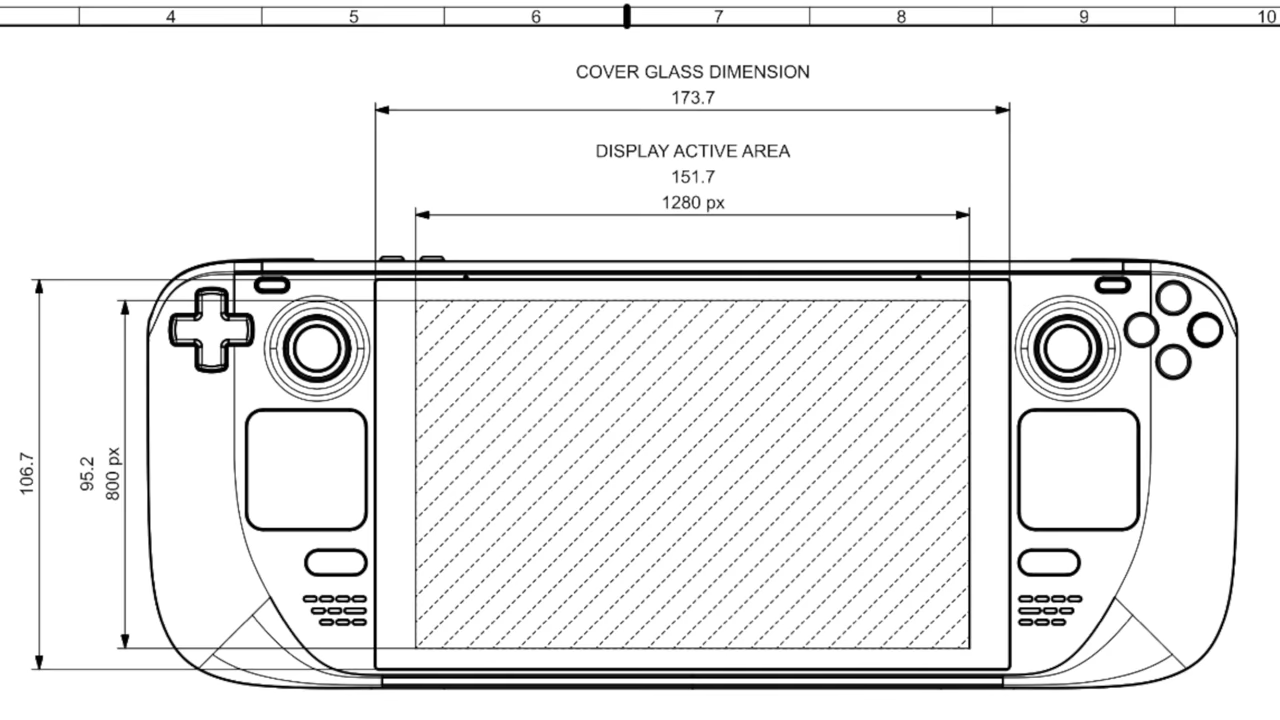 4 5 6 7 8 9 10
COVER GLASS DIMENSION
173.7
DISPLAY ACTIVE AREA
151.7
1280 px
106.7
95.2
800 px